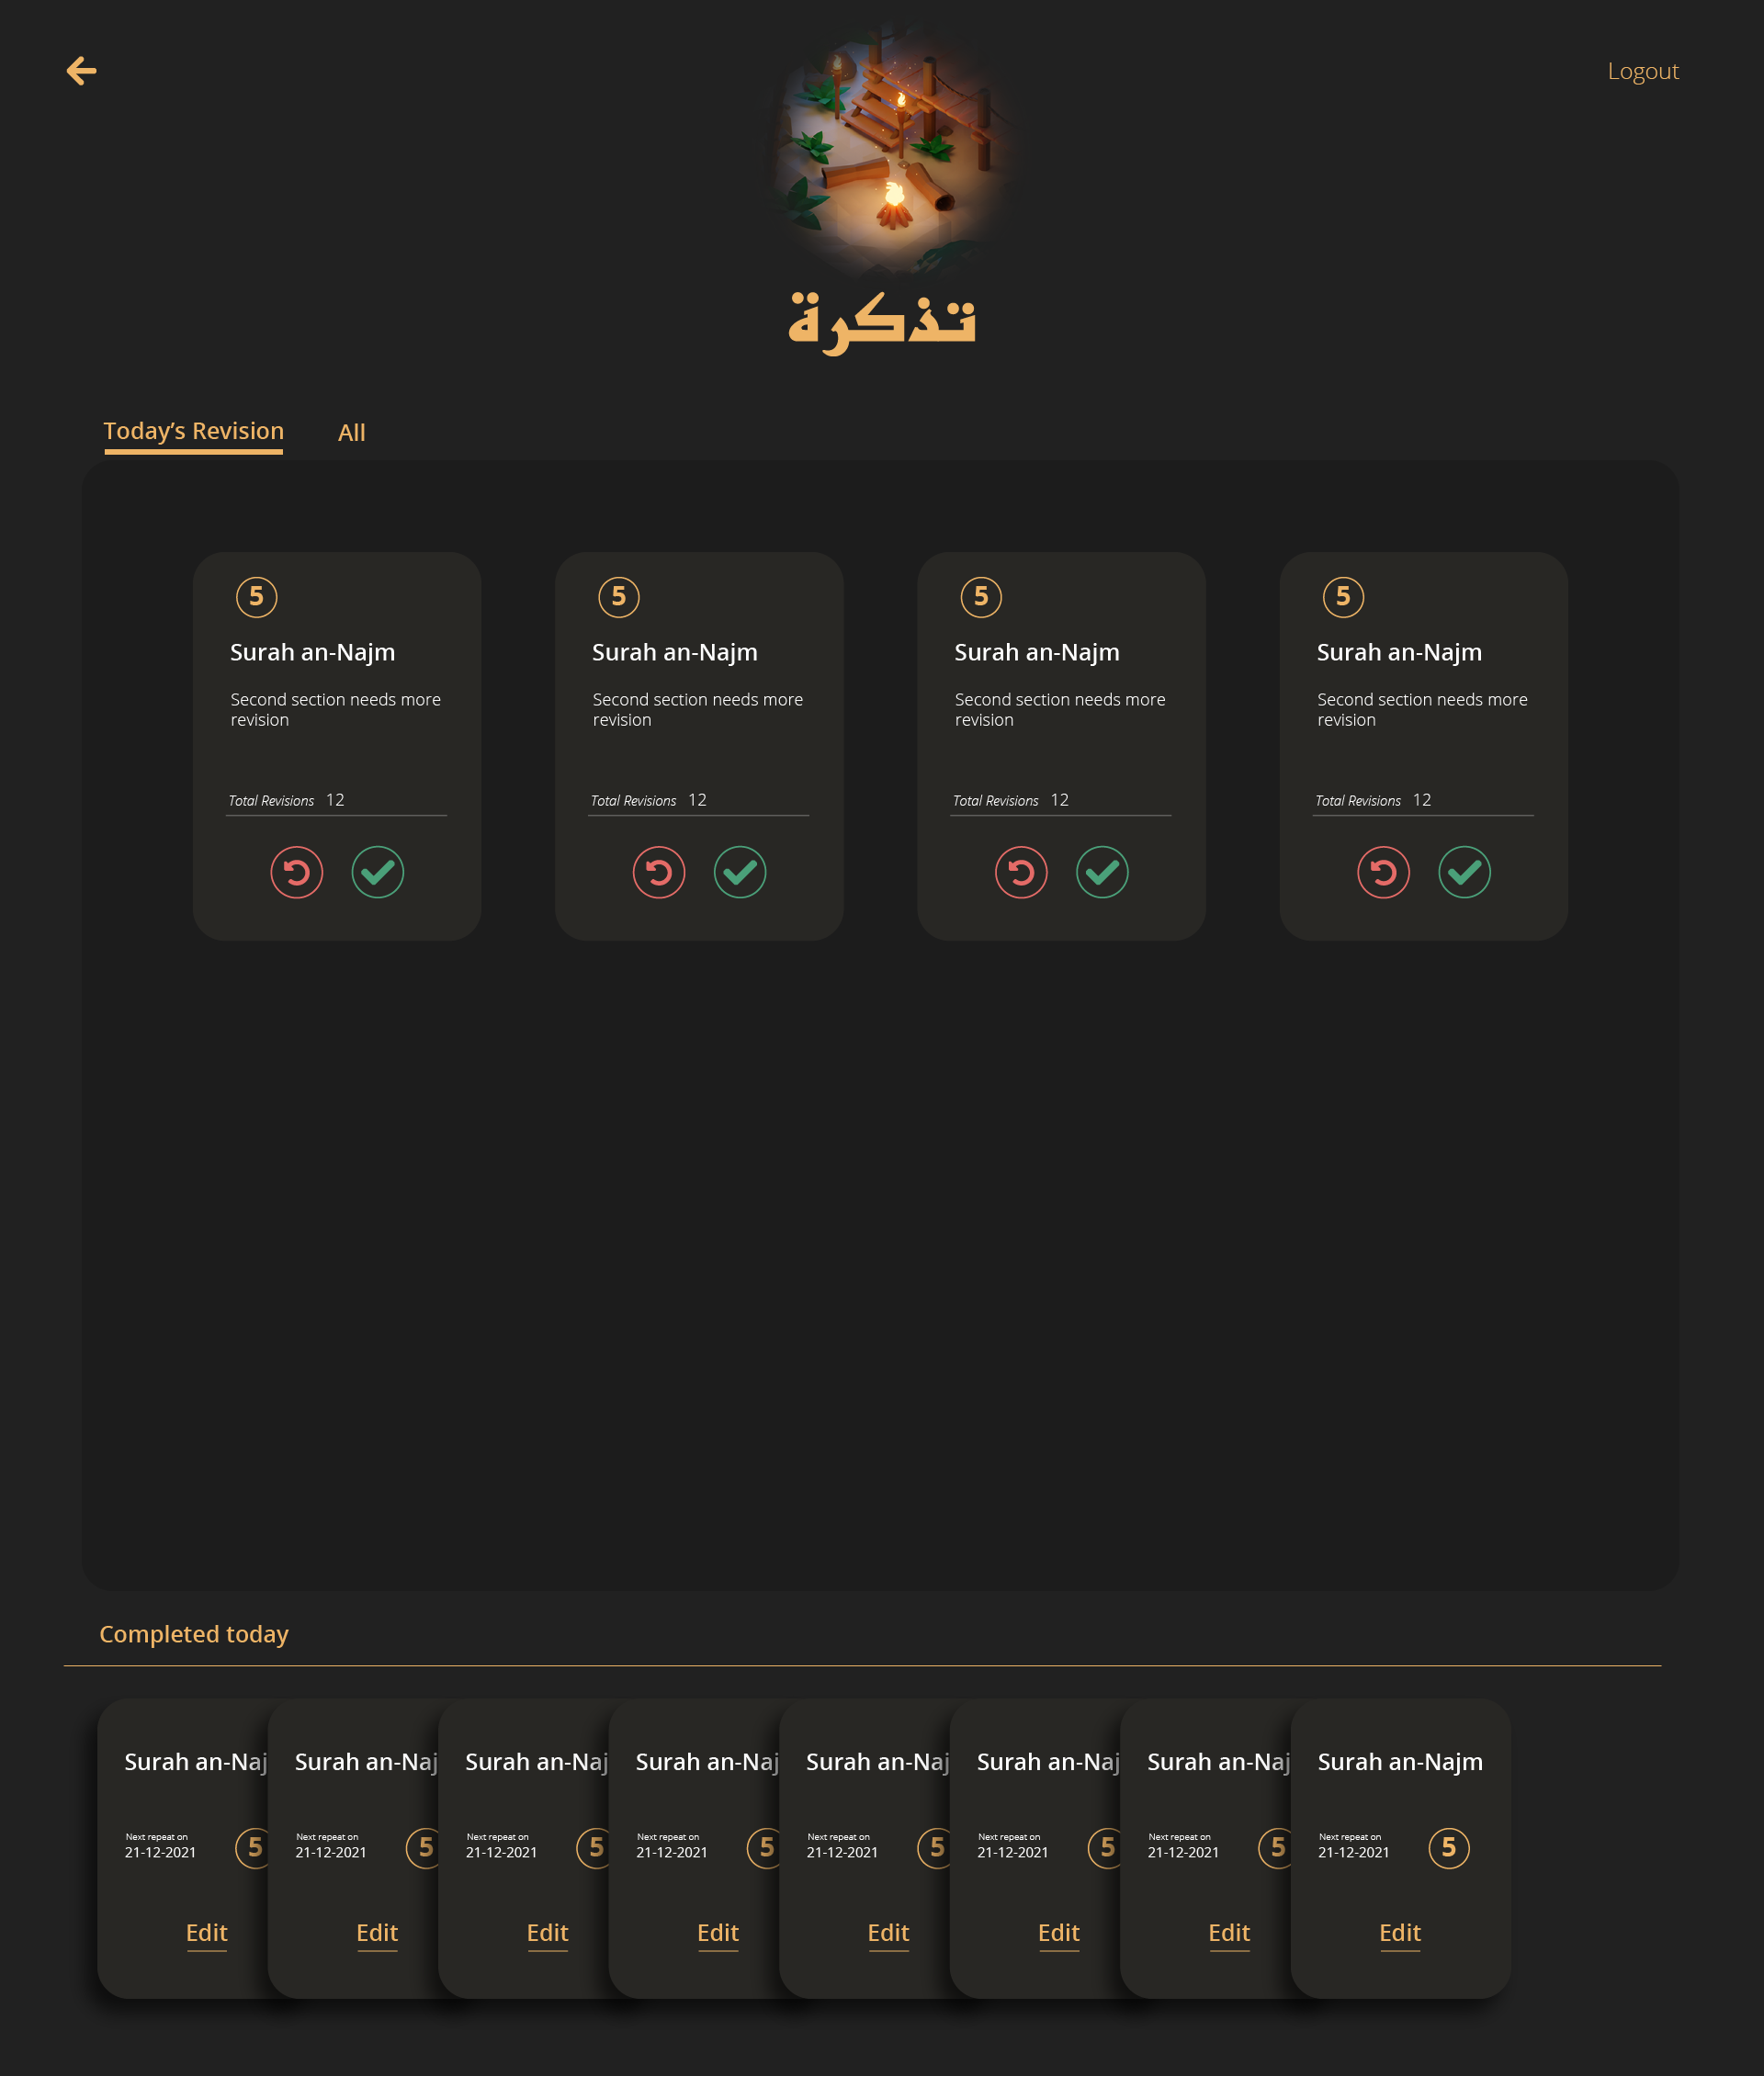 Logout
تذكرة
Today's Revision All
5 5 5 5
Surah an-Najm Surah an-Najm Surah an-Najm Surah an-Najm
Second section needs more Second section needs more Second section needs more Second section needs more
revision revision revision revision
Total Revisions 12 Total Revisions 12 Total Revisions 12 Total Revisions 12
Completed today
Surah an-Naj Surah an-Naj Surah an-Naj Surah an-Naj Surah an-Naj Surah an-Naj Surah an-Naj Surah an-Najm
Next repeat on Next repeat on Next repeat on Next repeat on Next repeat on Next repeat on Next repeat on Next repeat on
21-12-2021 5 21-12-2021 5 21-12-2021 5 21-12-2021 5 21-12-2021 5 21-12-2021 5 21-12-2021 5 21-12-2021 5
Edit Edit Edit Edit Edit Edit Edit Edit